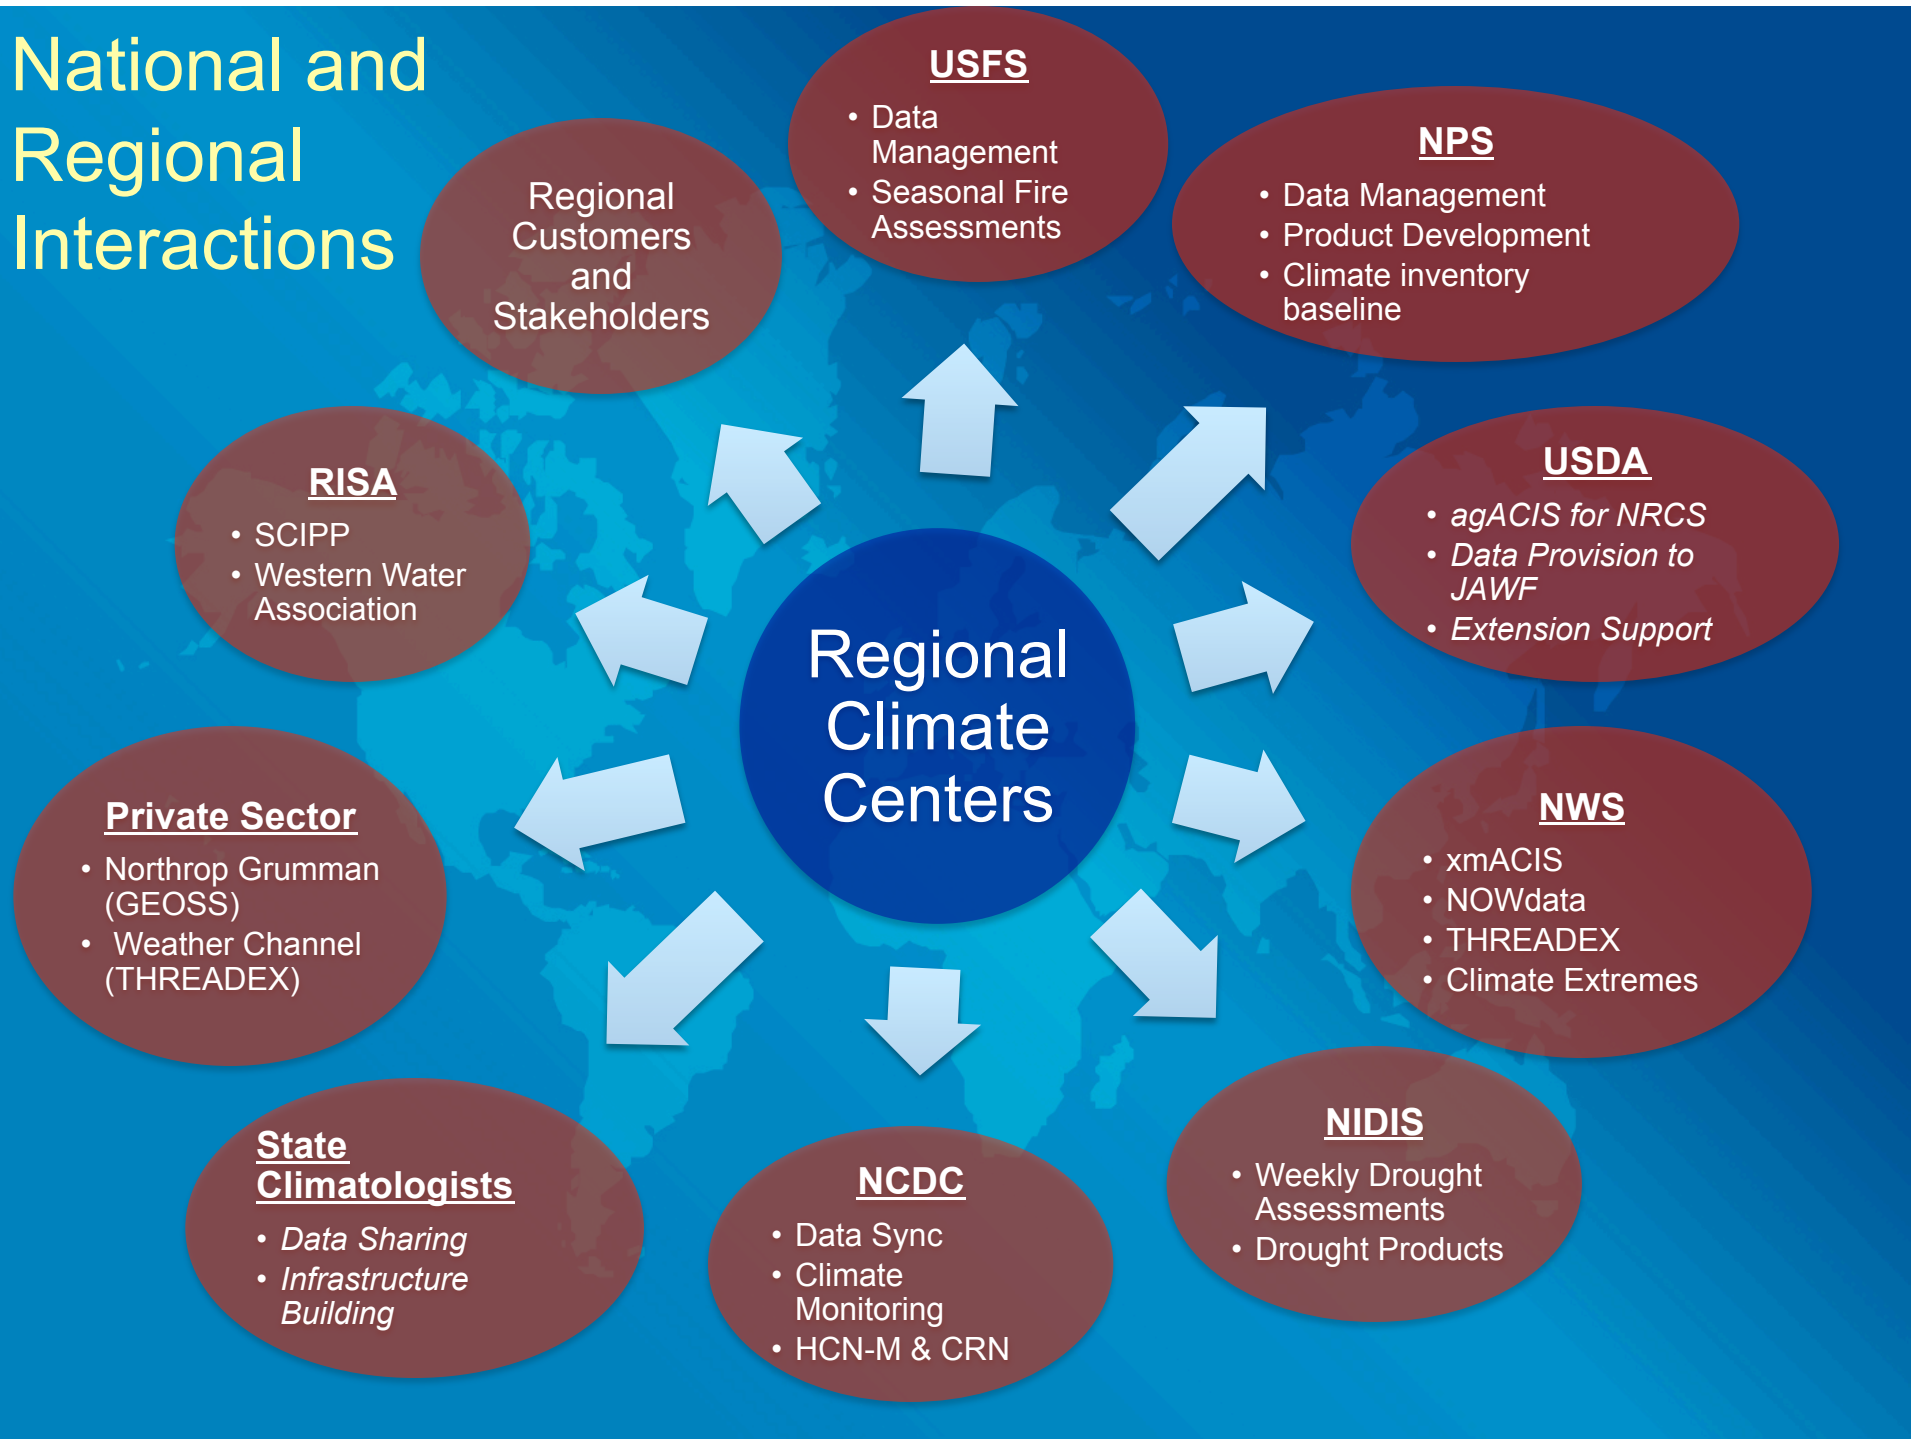 National and
Regional
Interactions
USFS
• Data
Management
• Seasonal Fire
Assessments
NPS
• Data Management
• Product Development
• Climate inventory
baseline
Regional
Customers
and
Stakeholders
USDA
• agACIS for NRCS
• Data Provision to
JAWF
• Extension Support
RISA
• SCIPP
• Western Water
Association
Regional
Climate
Centers
Private Sector
• Northrop Grumman
(GEOSS)
• Weather Channel
(THREADEX)
NWS
• xmACIS
• NOWdata
• THREADEX
• Climate Extremes
State
Climatologists
• Data Sharing
• Infrastructure
Building
NCDC
• Data Sync
• Climate
Monitoring
• HCN-M & CRN
NIDIS
• Weekly Drought
Assessments
• Drought Products